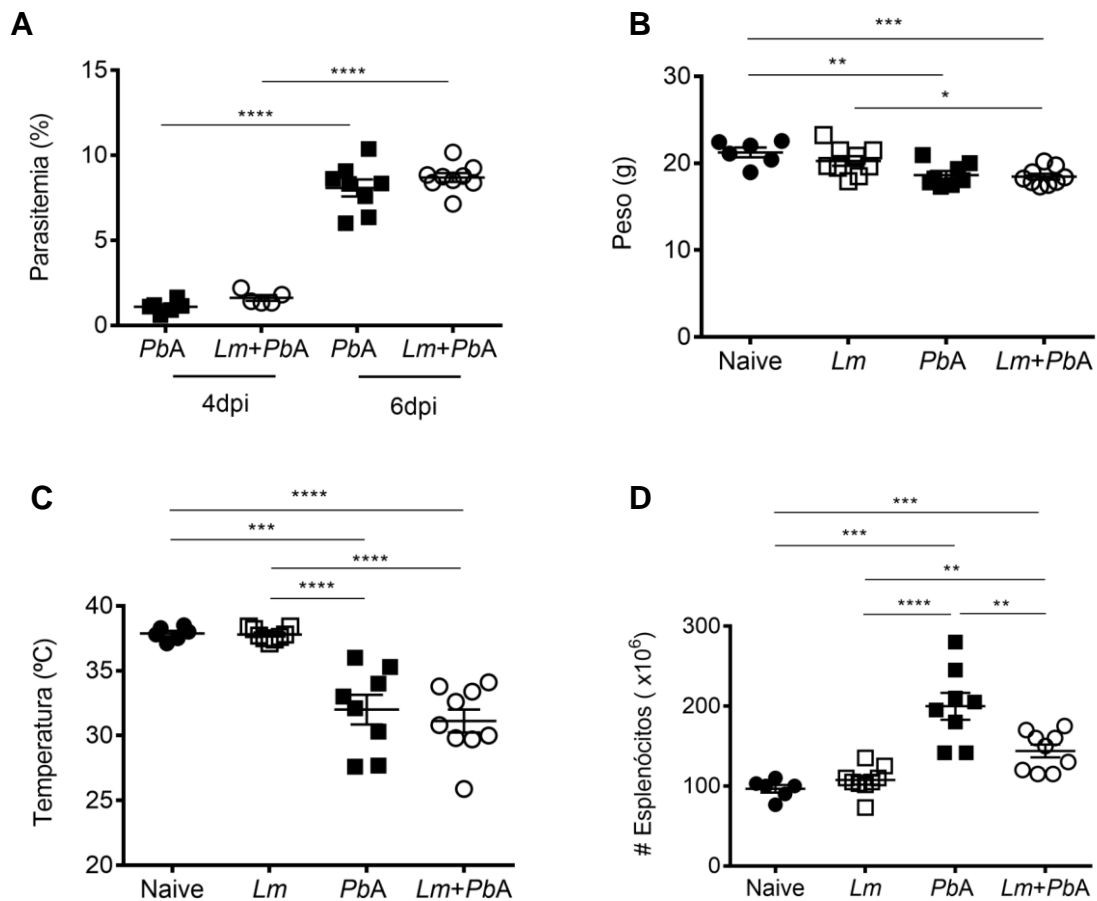 A
****
****
15
10
5
0
Parasitemia (%)
PbA
Lm+PbA
PbA
Lm+PbA
4dpi
6dpi
B
***
**
*
30
20
10
0
Peso (g)
Naive
Lm
PbA
Lm+PbA
C
****
***
****
****
40
35
30
25
20
Temperatura (ºC)
Naive
Lm
PbA
Lm+PbA
D
***
***
**
****
**
300
200
100
0
# Esplenócitos ( x10⁶)
Naive
Lm
PbA
Lm+PbA